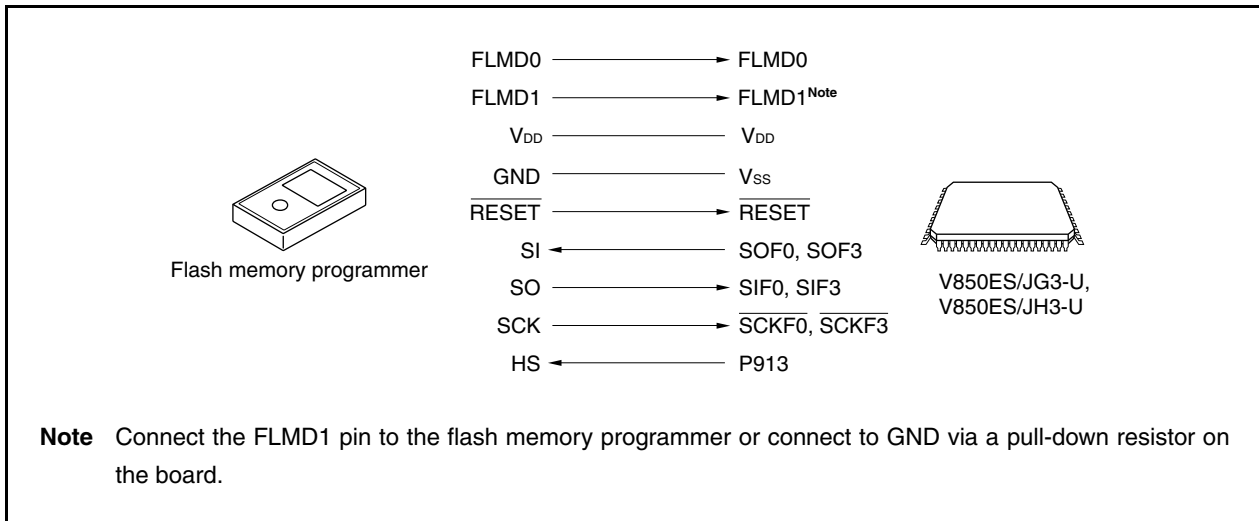 FLMD0 FLMD0
FLMD1 FLMD1Note
VDD VDD
GND VSS
RESET RESET
SI SOF0, SOF3
SO SIF0, SIF3
SCK SCKF0, SCKF3
HS P913
Flash memory programmer
V850ES/JG3-U,
V850ES/JH3-U
Note Connect the FLMD1 pin to the flash memory programmer or connect to GND via a pull-down resistor on
the board.